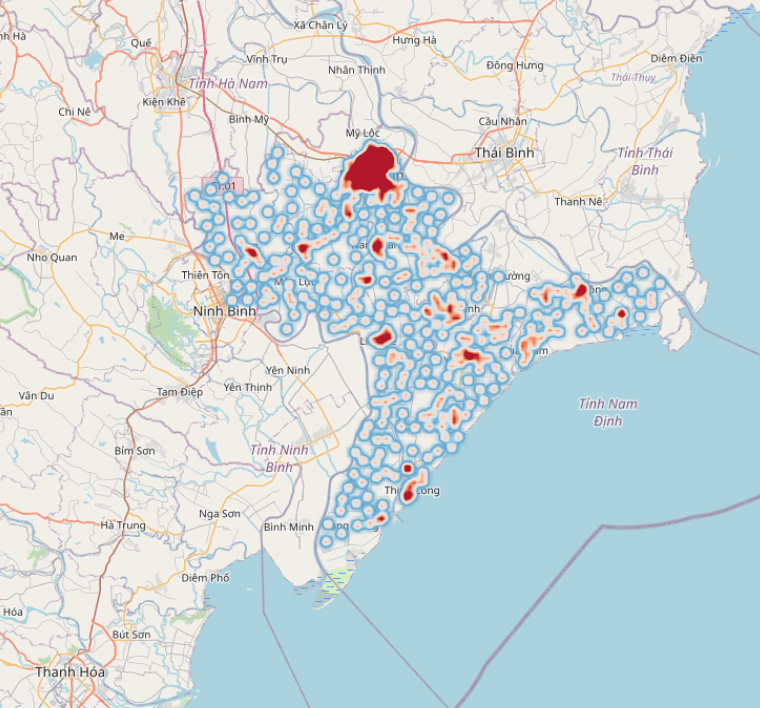 Xã Chân Lý
Quế
Hưng Hà
Vĩnh Trụ
Diêm Điền
Đông Hưng
Nhân Thịnh
Thái Thụy
Tỉnh Hà Nam
Kiện Khê
Chi Nê
Bình Mỹ
Cầu Nhân
Mỹ Lộc
Thái Bình
Tỉnh Thái
Bình
Thanh Nê
Me
Nho Quan
Thiên Tôn
Ninh Bình
Yên Ninh
Yên Thịnh
Tam Điệp
Vân Du
Tỉnh Nam
Định
Bỉm Sơn
Tỉnh Ninh
Bình
Nga Sơn
Hà Trung
Bình Minh
Diêm Phố
Bút Sơn
Thanh Hóa